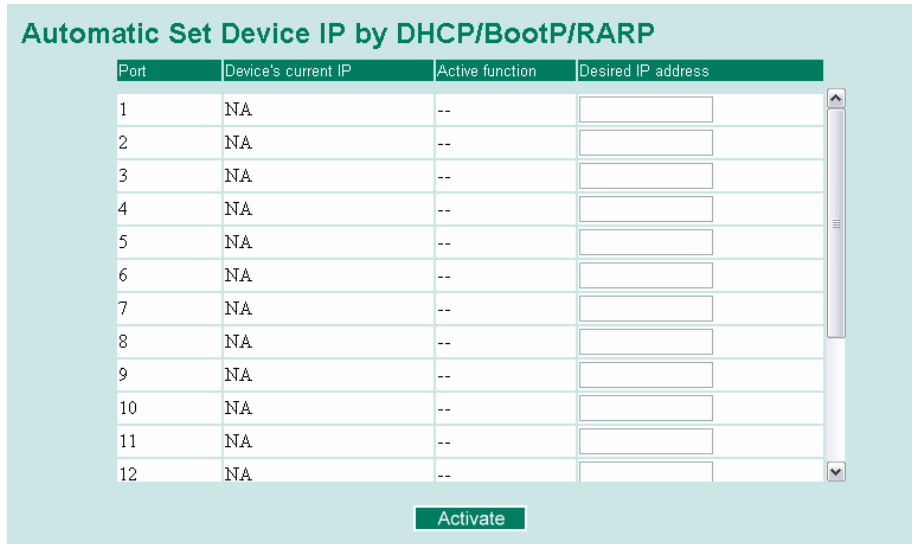 Automatic Set Device IP by DHCP/BootP/RARP
Port Device's current IP Active function Desired IP address
1 NA --
2 NA --
3 NA --
4 NA --
5 NA --
6 NA --
7 NA --
8 NA --
9 NA --
10 NA --
11 NA --
12 NA --
Activate